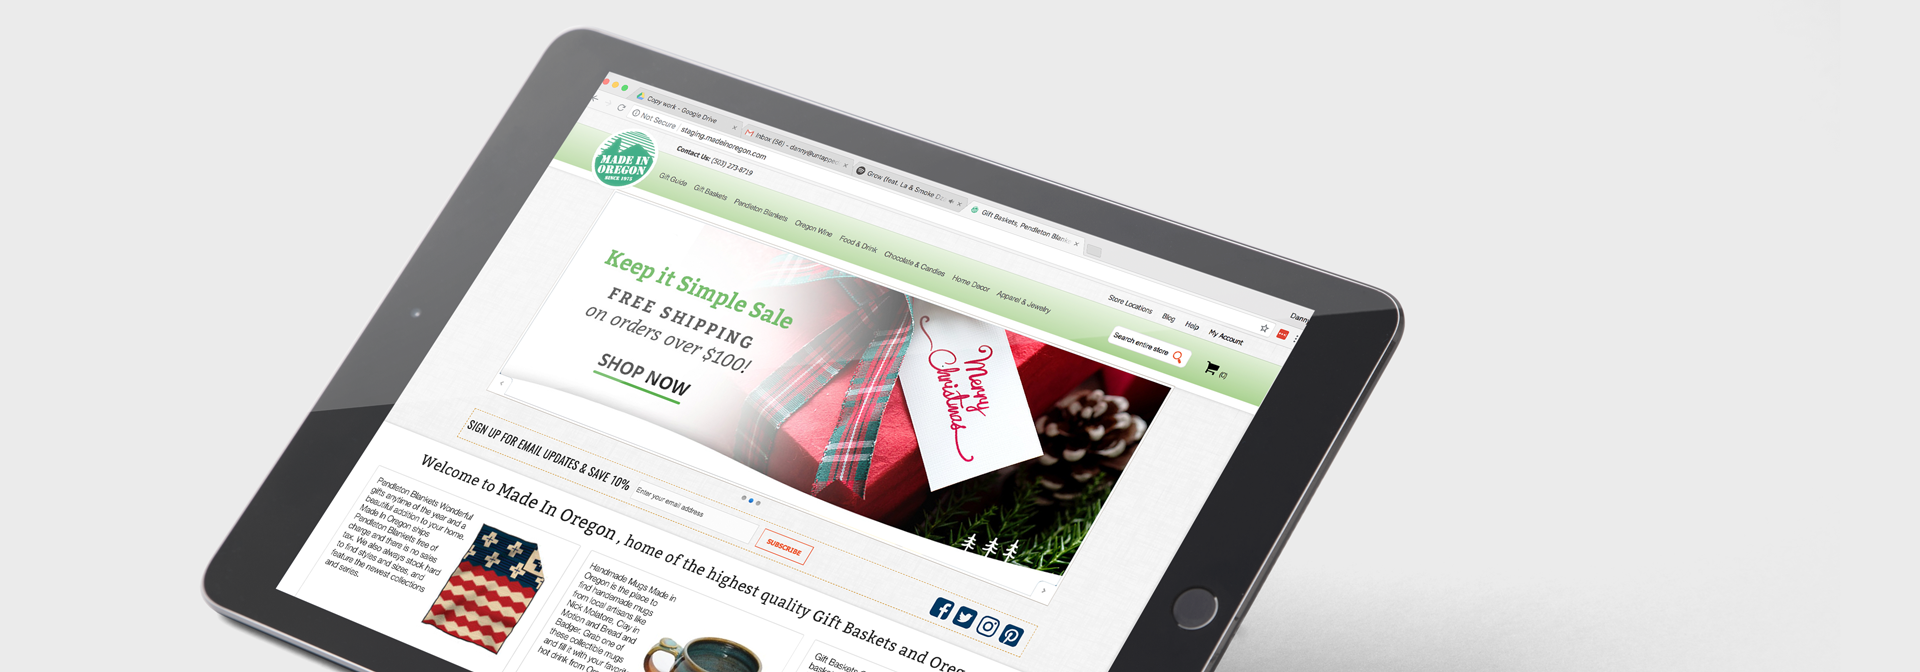 Copy work - Google Drive
Inbox (56) - danny@untapped
Grow (feat. La & Smoke D
Gift Baskets, Pendleton Blank
Danny
Not Secure
staging.madeinoregon.com
Contact Us: (503) 273-8719
Store Locations
Blog
Help
My Account
MADE IN
OREGON
SINCE 1975
Gift Guide
Gift Baskets
Pendleton Blankets
Oregon Wine
Food & Drink
Chocolate & Candies
Home Decor
Apparel & Jewelry
Search entire store
Keep it Simple Sale
FREE SHIPPING
on orders over $100!
SHOP NOW
Merry
Christmas
SIGN UP FOR EMAIL UPDATES & SAVE 10%
Enter your email address
SUBSCRIBE
Welcome to Made In Oregon , home of the highest quality Gift Baskets and Oreg
Pendleton Blankets Wonderful
gifts anytime of the year and a
beautiful addition to your home.
Made In Oregon ships
Pendleton Blankets free of
charge and there is no sales
tax. We also always stock hard
to find styles and sizes, and
feature the newest collections
and series.
Handmade Mugs Made in
Oregon is the place to
find handmade mugs
from local artisans like
Nick Molatore, Clay in
Motion and Bread and
Badger. Grab one of
these collectible mugs
and fill it with your favorit
hot drink from Or
Gift Baskets
bask